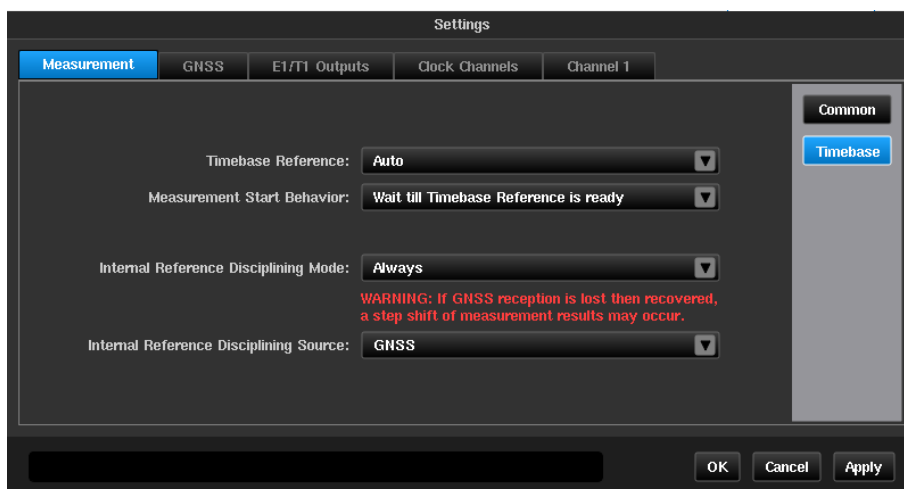 Settings
Measurement
GNSS
E1/T1 Outputs
Clock Channels
Channel 1
Common
Timebase
Timebase Reference: Auto
Measurement Start Behavior: Wait till Timebase Reference is ready
Internal Reference Disciplining Mode: Always
WARNING: If GNSS reception is lost then recovered,
a step shift of measurement results may occur.
Internal Reference Disciplining Source: GNSS
OK
Cancel
Apply